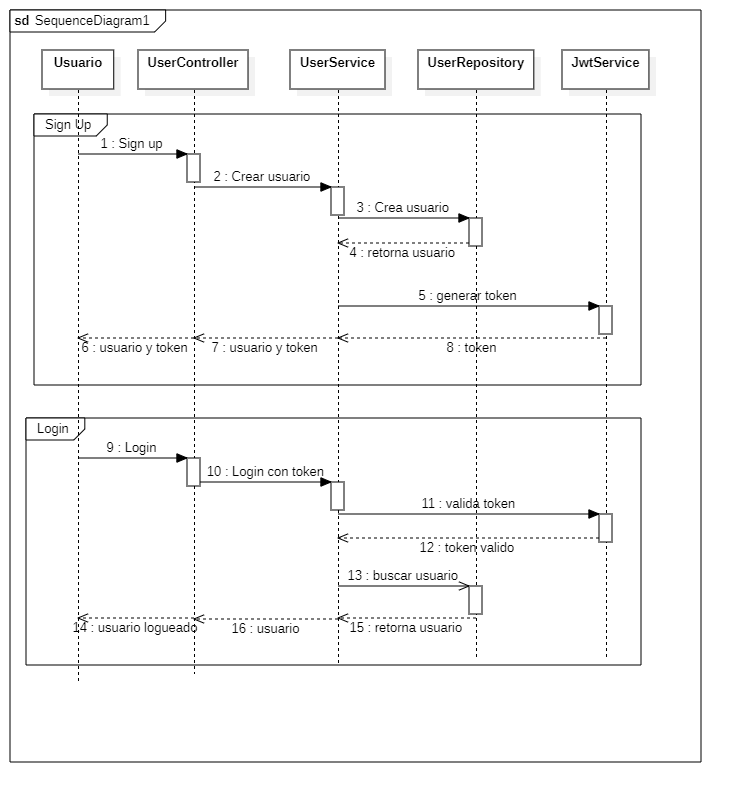 sd SequenceDiagram1
Usuario
UserController
UserService
UserRepository
JwtService
Sign Up
1 : Sign up
2 : Crear usuario
3 : Crea usuario
4 : retorna usuario
5 : generar token
6 : usuario y token
7 : usuario y token
8 : token
Login
9 : Login
10 : Login con token
11 : valida token
12 : token valido
13 : buscar usuario
14 : usuario logueado
16 : usuario
15 : retorna usuario